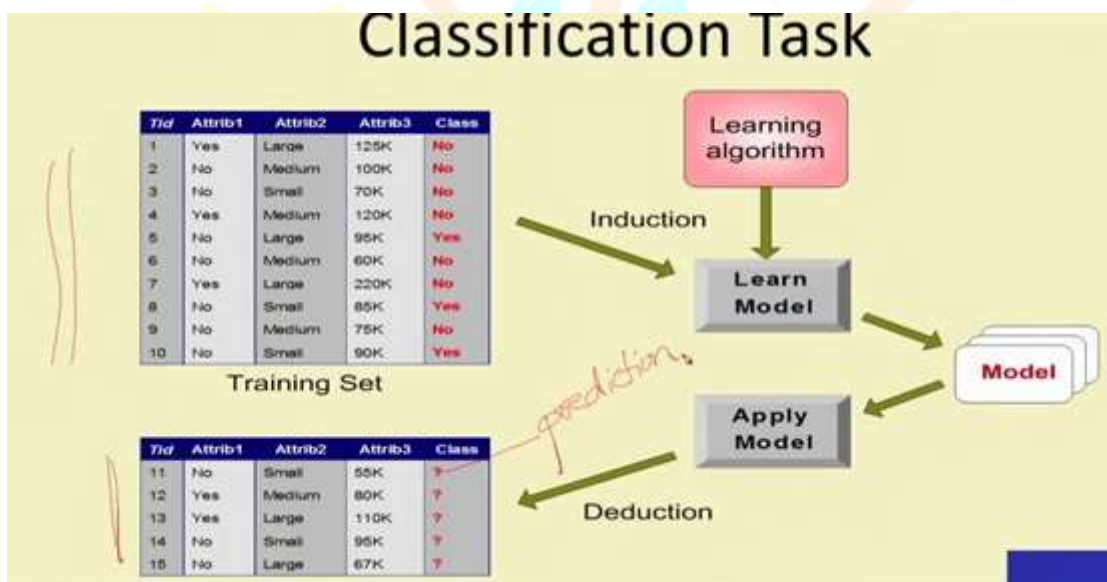 Classification Task
Tid Attrib1 Attrib2 Attrib3 Class
1 Yes Large 125K No
2 No Medium 100K No
3 No Small 70K No
4 Yes Medium 120K No
5 No Large 95K Yes
6 No Medium 60K No
7 Yes Large 220K No
8 No Small 85K Yes
9 No Medium 75K No
10 No Small 90K Yes
Training Set
Learning
algorithm
Induction
Learn
Model
Model
prediction
Apply
Model
Deduction
Tid Attrib1 Attrib2 Attrib3 Class
11 No Small 55K ?
12 Yes Medium 80K ?
13 Yes Large 110K ?
14 No Small 95K ?
15 No Large 67K ?